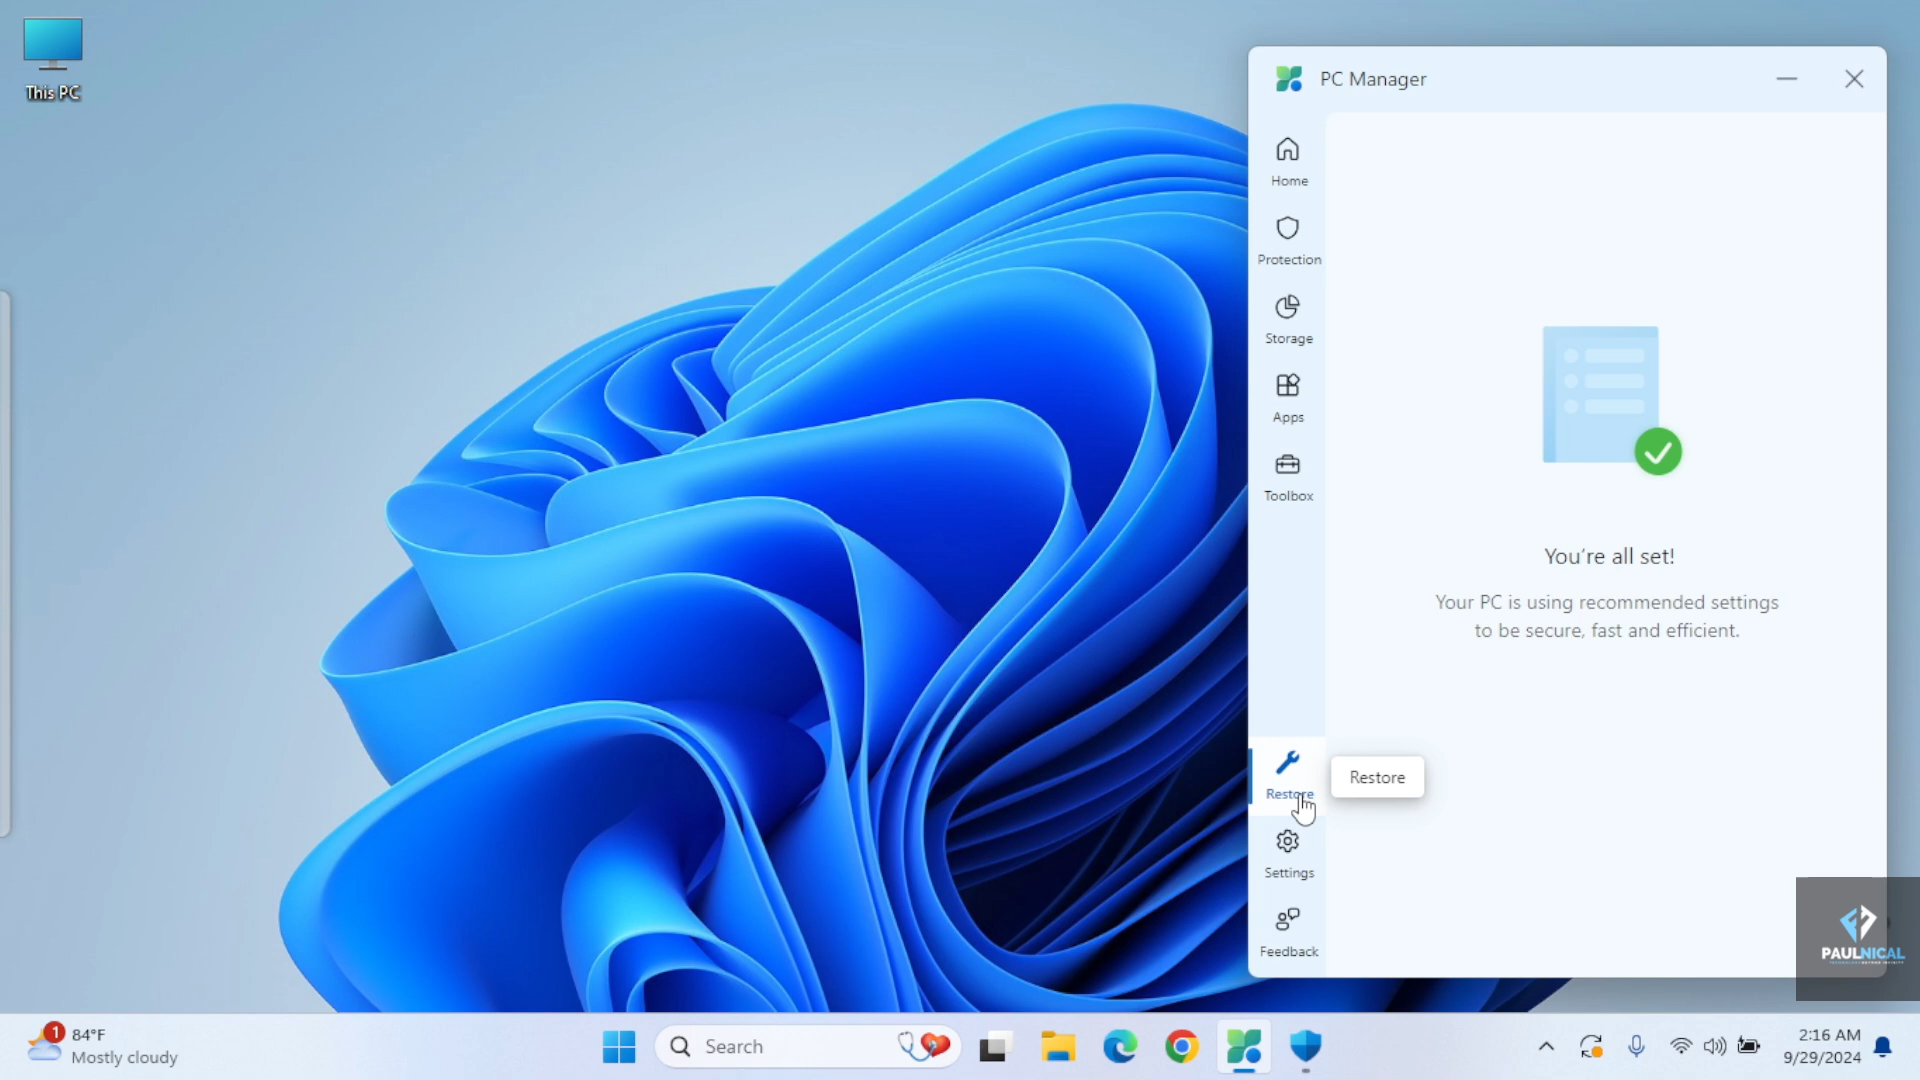 This PC
PC Manager
Home
Protection
Storage
Apps
Toolbox
You're all set!
Your PC is using recommended settings
to be secure, fast and efficient.
Restore
Restore
Settings
Feedback
PAULNICAL
1
84°F
Mostly cloudy
Search
2:16 AM
9/29/2024